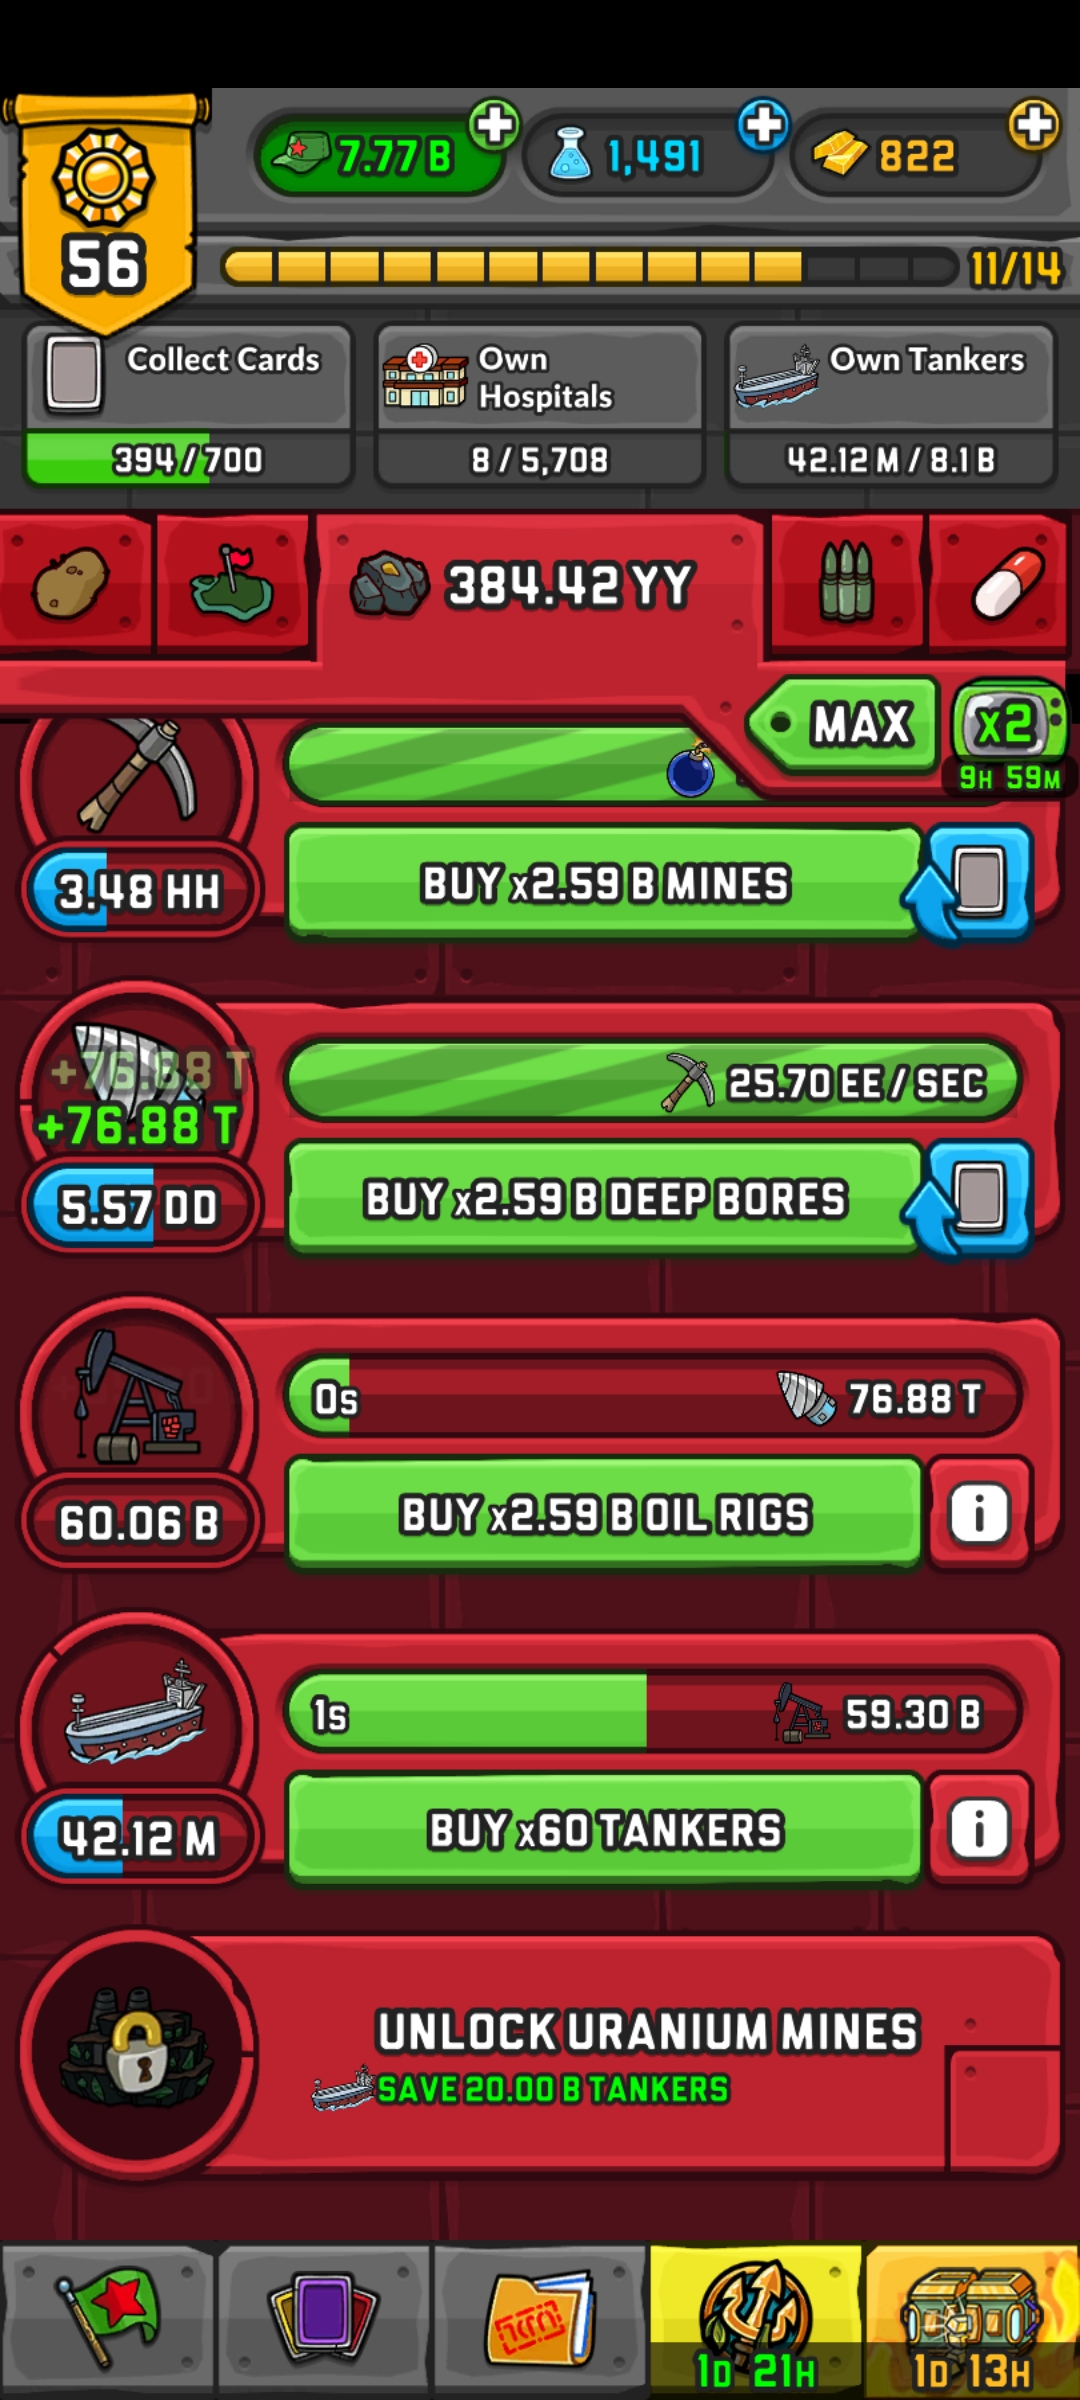 7.77 B
1,491
822
56
11/14
Collect Cards
394/700
Own
Hospitals
8/5,708
Own Tankers
42.12 M/8.1 B
384.42 YY
MAX
x2
9H 59M
3.48 HH
BUY x2.59 B MINES
+76.88 T
+76.88 T
25.70 EE/SEC
5.57 DD
BUY x2.59 B DEEP BORES
0s
76.88 T
60.06 B
BUY x2.59 B OIL RIGS
i
1s
59.30 B
42.12 M
BUY x60 TANKERS
i
UNLOCK URANIUM MINES
SAVE 20.00 B TANKERS
1D 21H
1D 13H